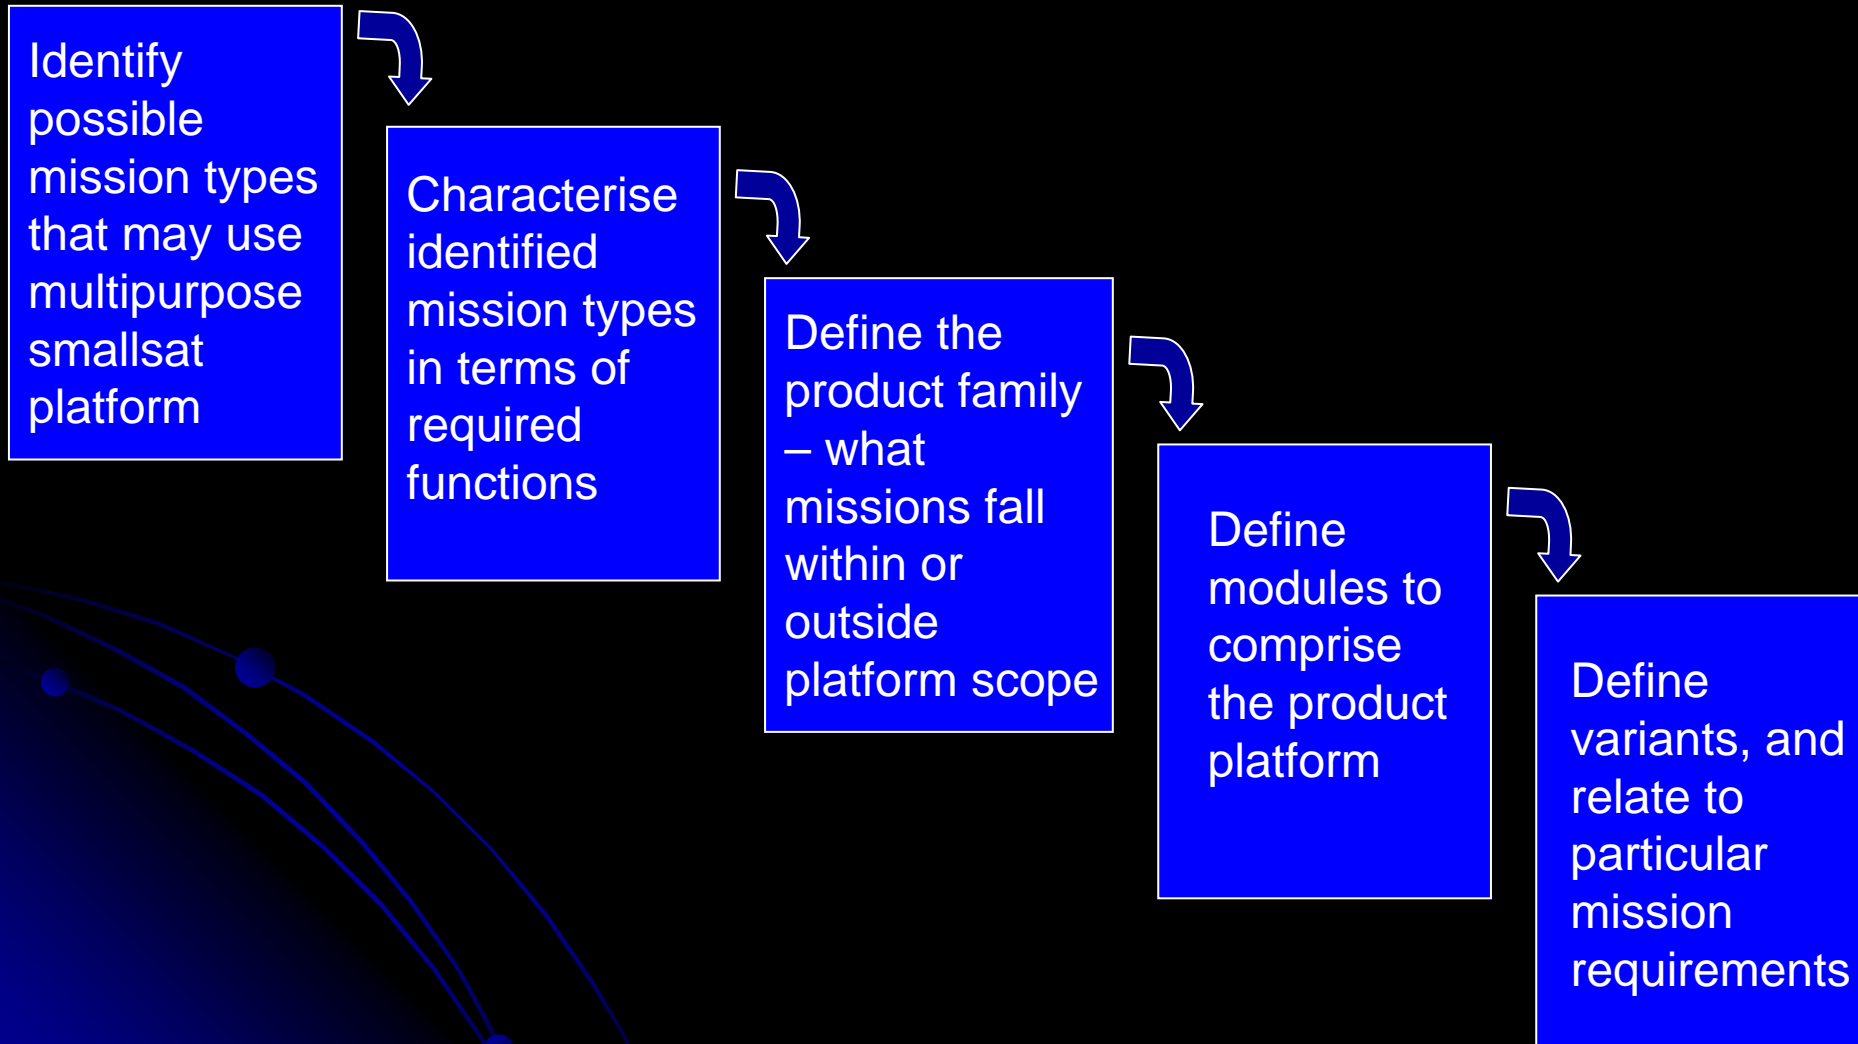 Identify
possible
mission types
that may use
multipurpose
smallsat
platform
Characterise
identified
mission types
in terms of
required
functions
Define the
product family
– what
missions fall
within or
outside
platform scope
Define
modules to
comprise
the product
platform
Define
variants, and
relate to
particular
mission
requirements